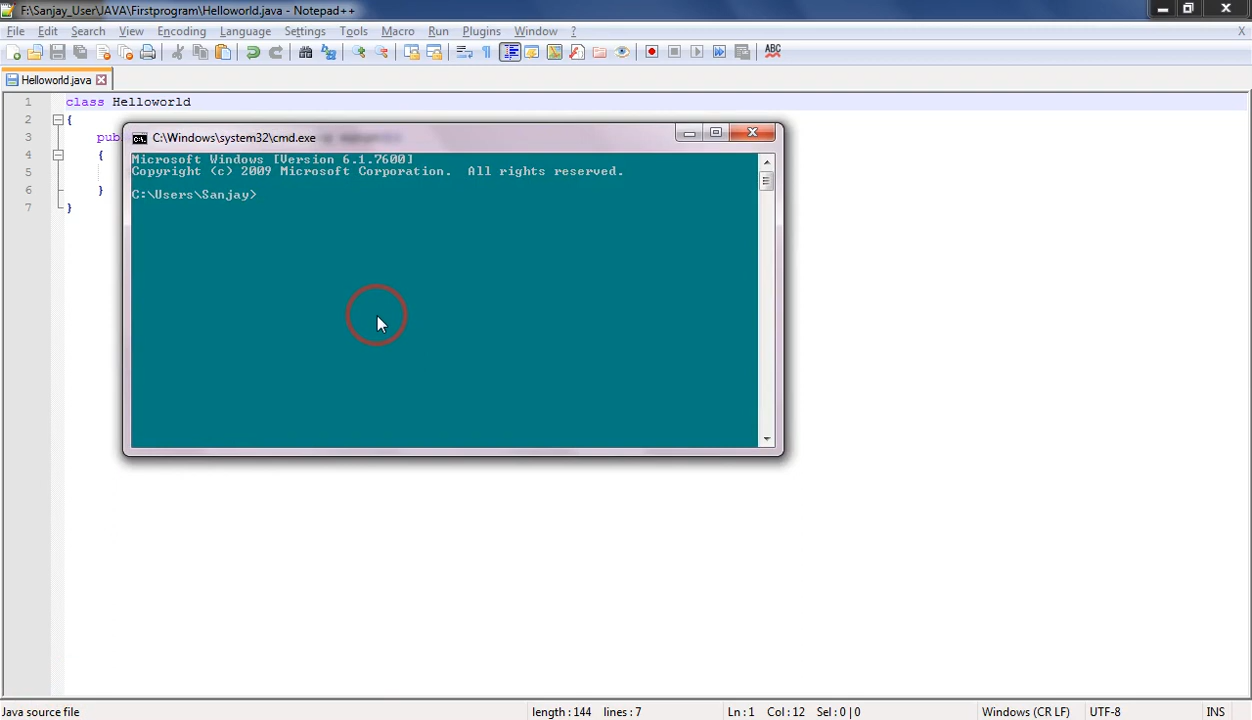 F:\Sanjay_User\JAVA\Firstprogram\Helloworld.java - Notepad++
File Edit Search View Encoding Language Settings Tools Macro Run Plugins Window ? X
ABC
Helloworld.java
1 class Helloworld
2 {
3
4 {
5
6 }
7 }
C:\Windows\system32\cmd.exe
Microsoft Windows [Version 6.1.7600]
Copyright (c) 2009 Microsoft Corporation. All rights reserved.
C:\Users\Sanjay>
Java source file length : 144 lines : 7 Ln : 1 Col : 12 Sel : 0 | 0 Windows (CR LF) UTF-8 INS